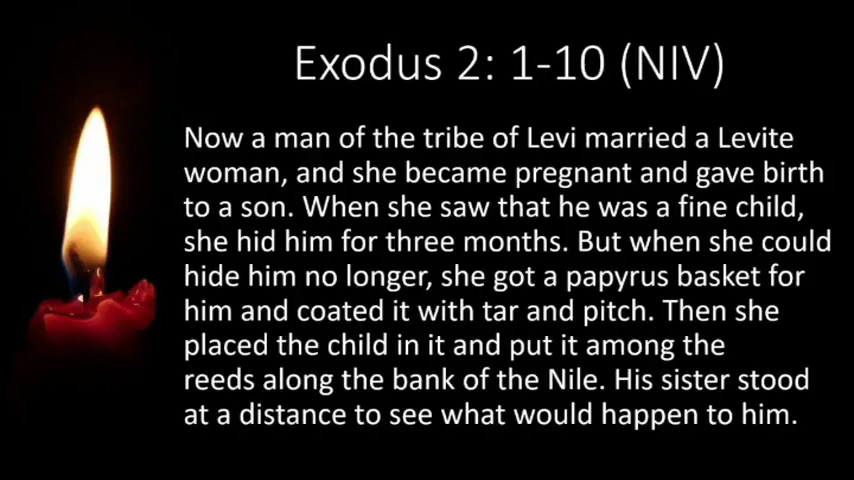 Exodus 2: 1-10 (NIV)
Now a man of the tribe of Levi married a Levite
woman, and she became pregnant and gave birth
to a son. When she saw that he was a fine child,
she hid him for three months. But when she could
hide him no longer, she got a papyrus basket for
him and coated it with tar and pitch. Then she
placed the child in it and put it among the
reeds along the bank of the Nile. His sister stood
at a distance to see what would happen to him.